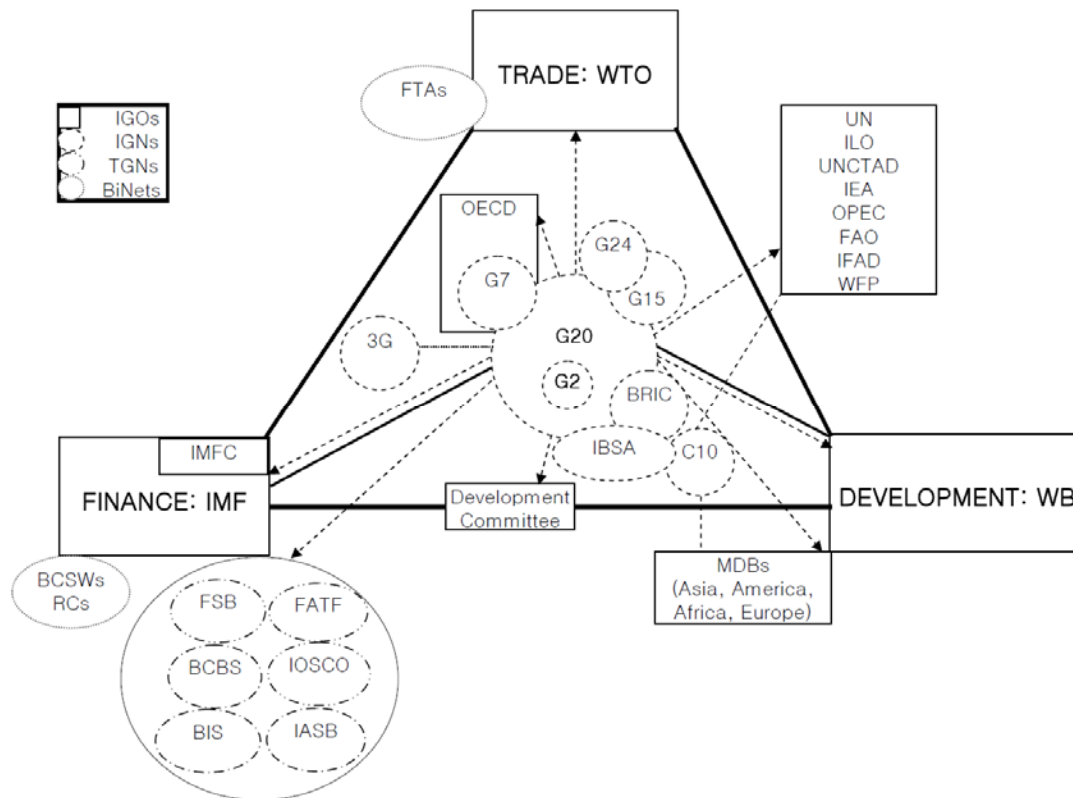 TRADE: WTO
FTAs
IGOs
IGNs
TGNs
BiNets
UN
ILO
UNCTAD
IEA
OPEC
FAO
IFAD
WFP
OECD
G24
G7
G15
3G
G20
G2
BRIC
IBSA
C10
IMFC
FINANCE: IMF
Development
Committee
DEVELOPMENT: WB
MDBs
(Asia, America,
Africa, Europe)
BCSWs
RCs
FSB
FATF
BCBS
IOSCO
BIS
IASB